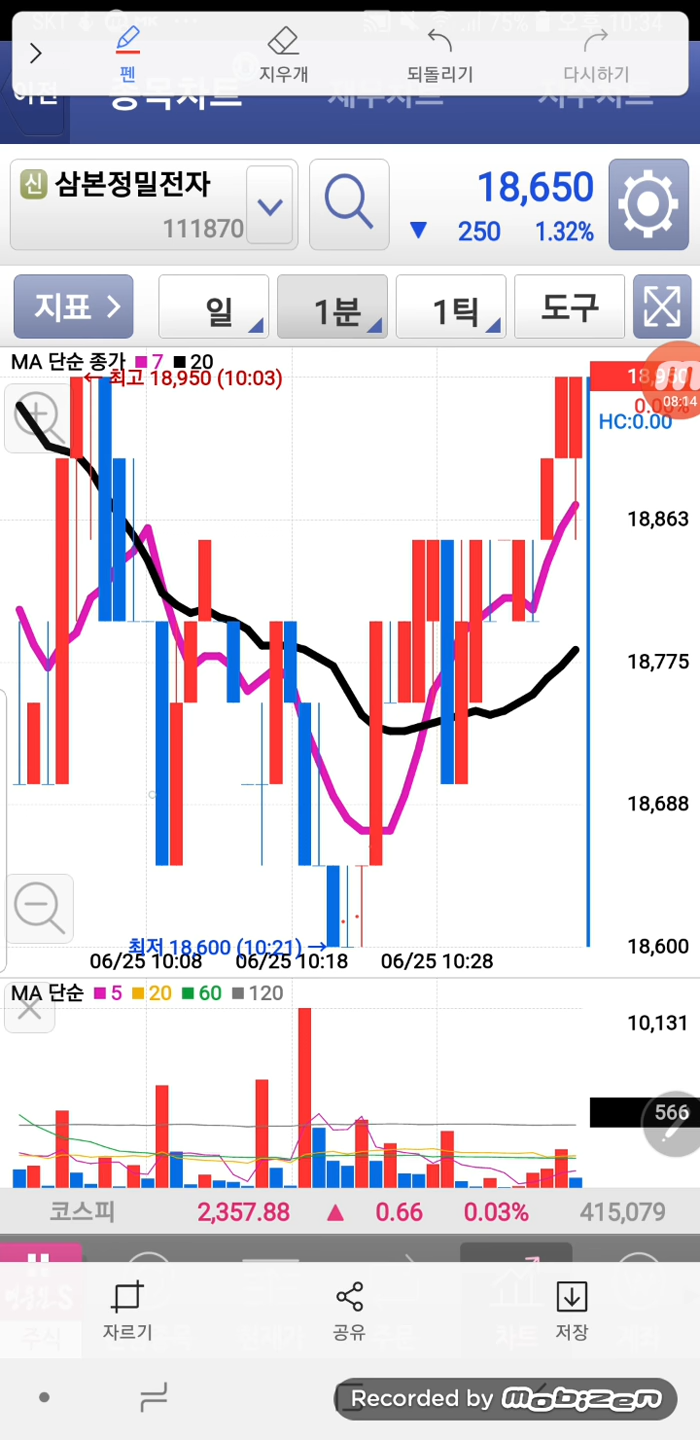 펜 지우개 되돌리기 다시하기
이전 종목차트
신 삼본정밀전자 18,650
111870 ▼ 250 1.32%
지표 > 일 1분 1틱 도구
MA 단순 종가 7 20
←최고 18,950 (10:03)
08:14
HC:0.00
18,863
18,775
18,688
최저 18,600 (10:21)→ 18,600
06/25 10:08 06/25 10:18 06/25 10:28
MA 단순 5 20 60 120
10,131
566
코스피 2,357.88 ▲ 0.66 0.03% 415,079
자르기 공유 저장
Recorded by mobizen